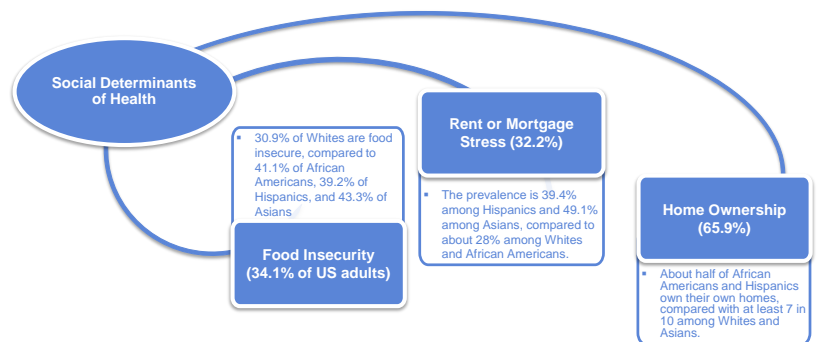 Social Determinants
of Health
▪ 30.9% of Whites are food
insecure, compared to
41.1% of African
Americans, 39.2% of
Hispanics, and 43.3% of
Asians
Food Insecurity
(34.1% of US adults)
Rent or Mortgage
Stress (32.2%)
▪ The prevalence is 39.4%
among Hispanics and 49.1%
among Asians, compared to
about 28% among Whites
and African Americans.
Home Ownership
(65.9%)
▪ About half of African
Americans and Hispanics
own their own homes,
compared with at least 7 in
10 among Whites and
Asians.